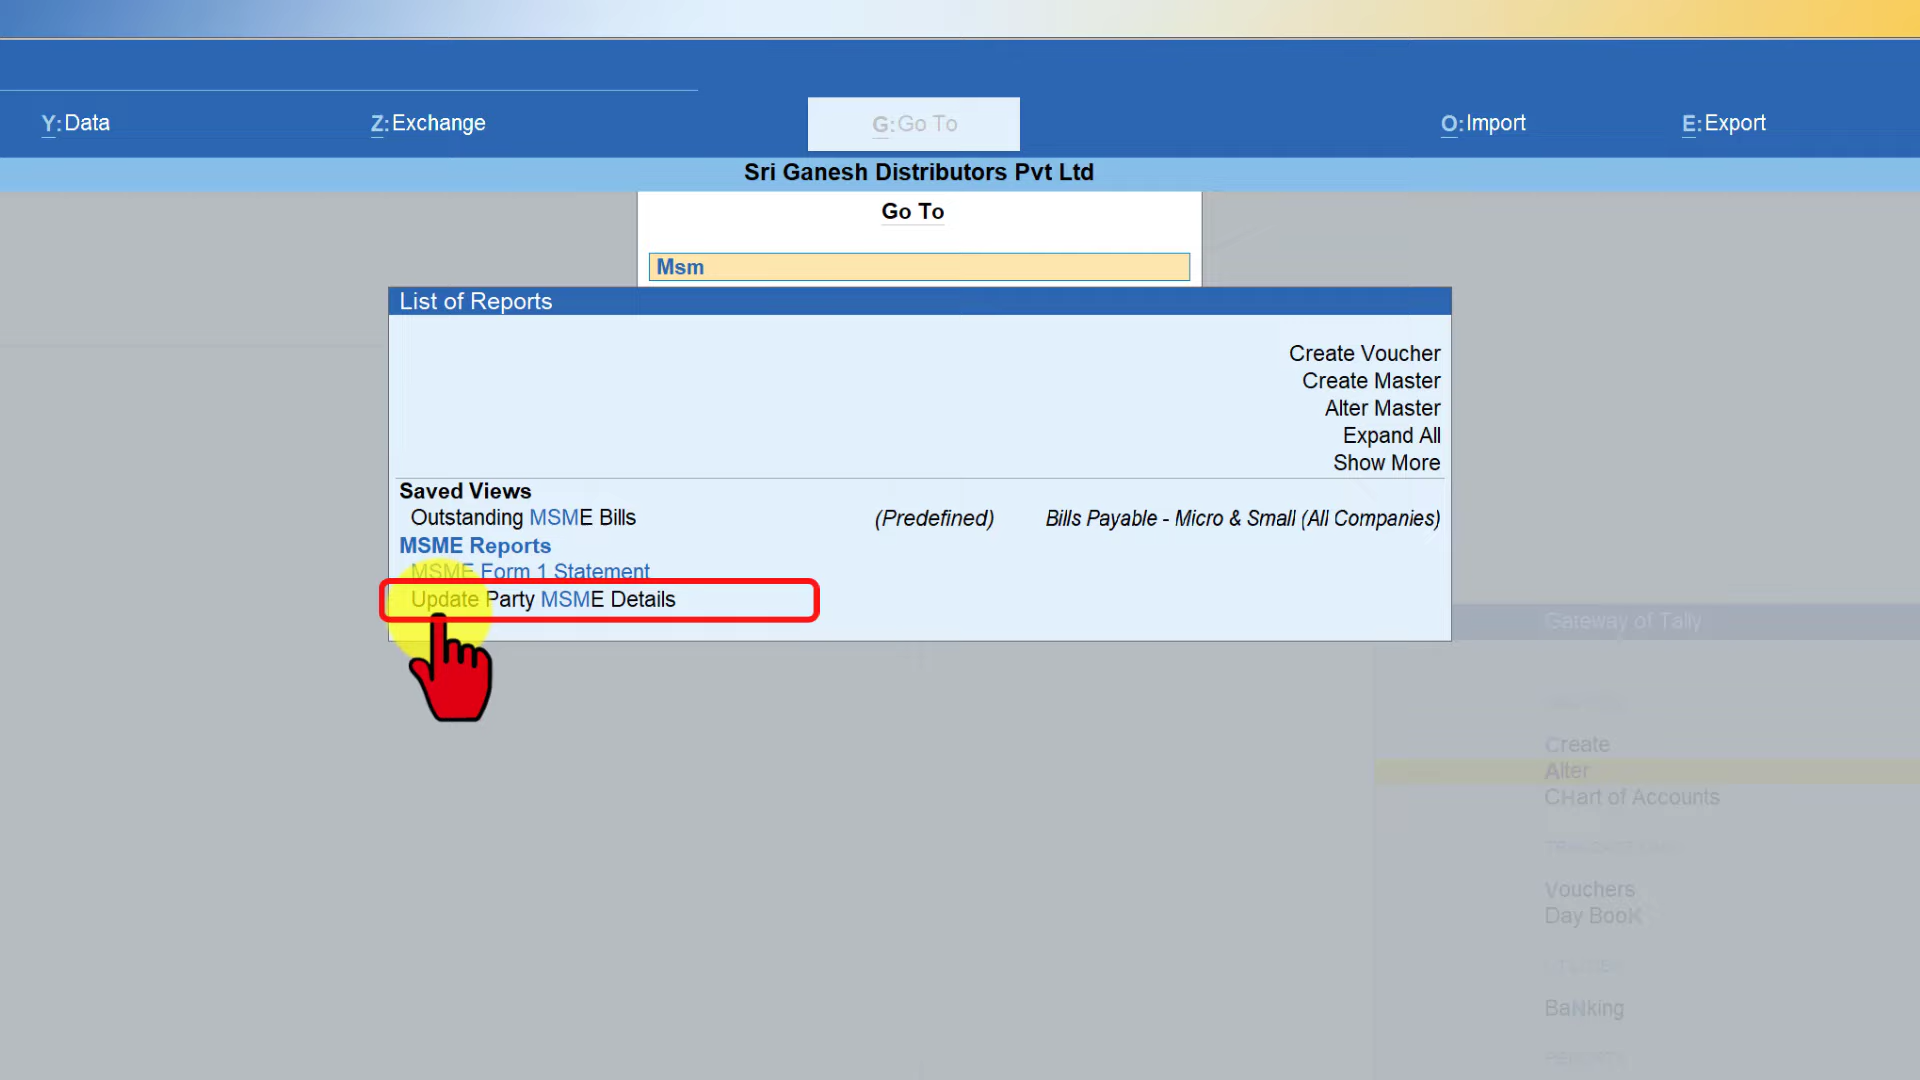 Y:Data
Z:Exchange
G:Go To
O:Import
E:Export
Sri Ganesh Distributors Pvt Ltd
Go To
Msm
List of Reports
Create Voucher
Create Master
Alter Master
Expand All
Show More
Saved Views
Outstanding MSME Bills (Predefined) Bills Payable - Micro & Small (All Companies)
MSME Reports
MSME Form 1 Statement
Update Party MSME Details
Gateway of Tally
Create
Alter
CHart of Accounts
Vouchers
Day BooK
BaNking